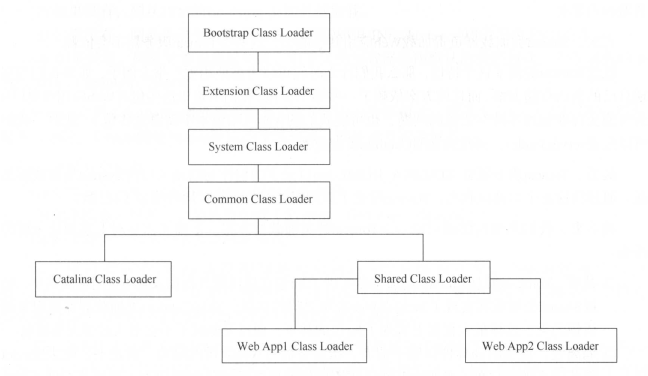 Bootstrap Class Loader
Extension Class Loader
System Class Loader
Common Class Loader
Catalina Class Loader
Shared Class Loader
Web App1 Class Loader
Web App2 Class Loader